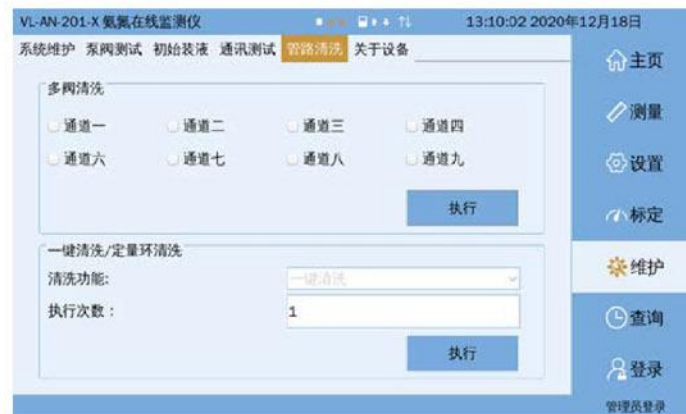 VL-AN-201-X 氨氮在线监测仪 13:10:02 2020年12月18日
系统维护 泵阀测试 初始装液 通讯测试 管路清洗 关于设备
主页
多阀清洗
通道一 通道二 通道三 通道四
测量
通道六 通道七 通道八 通道九
设置
执行
标定
一键清洗/定量环清洗
清洗功能: 一键清洗
维护
执行次数： 1
查询
执行
登录
管理员登录